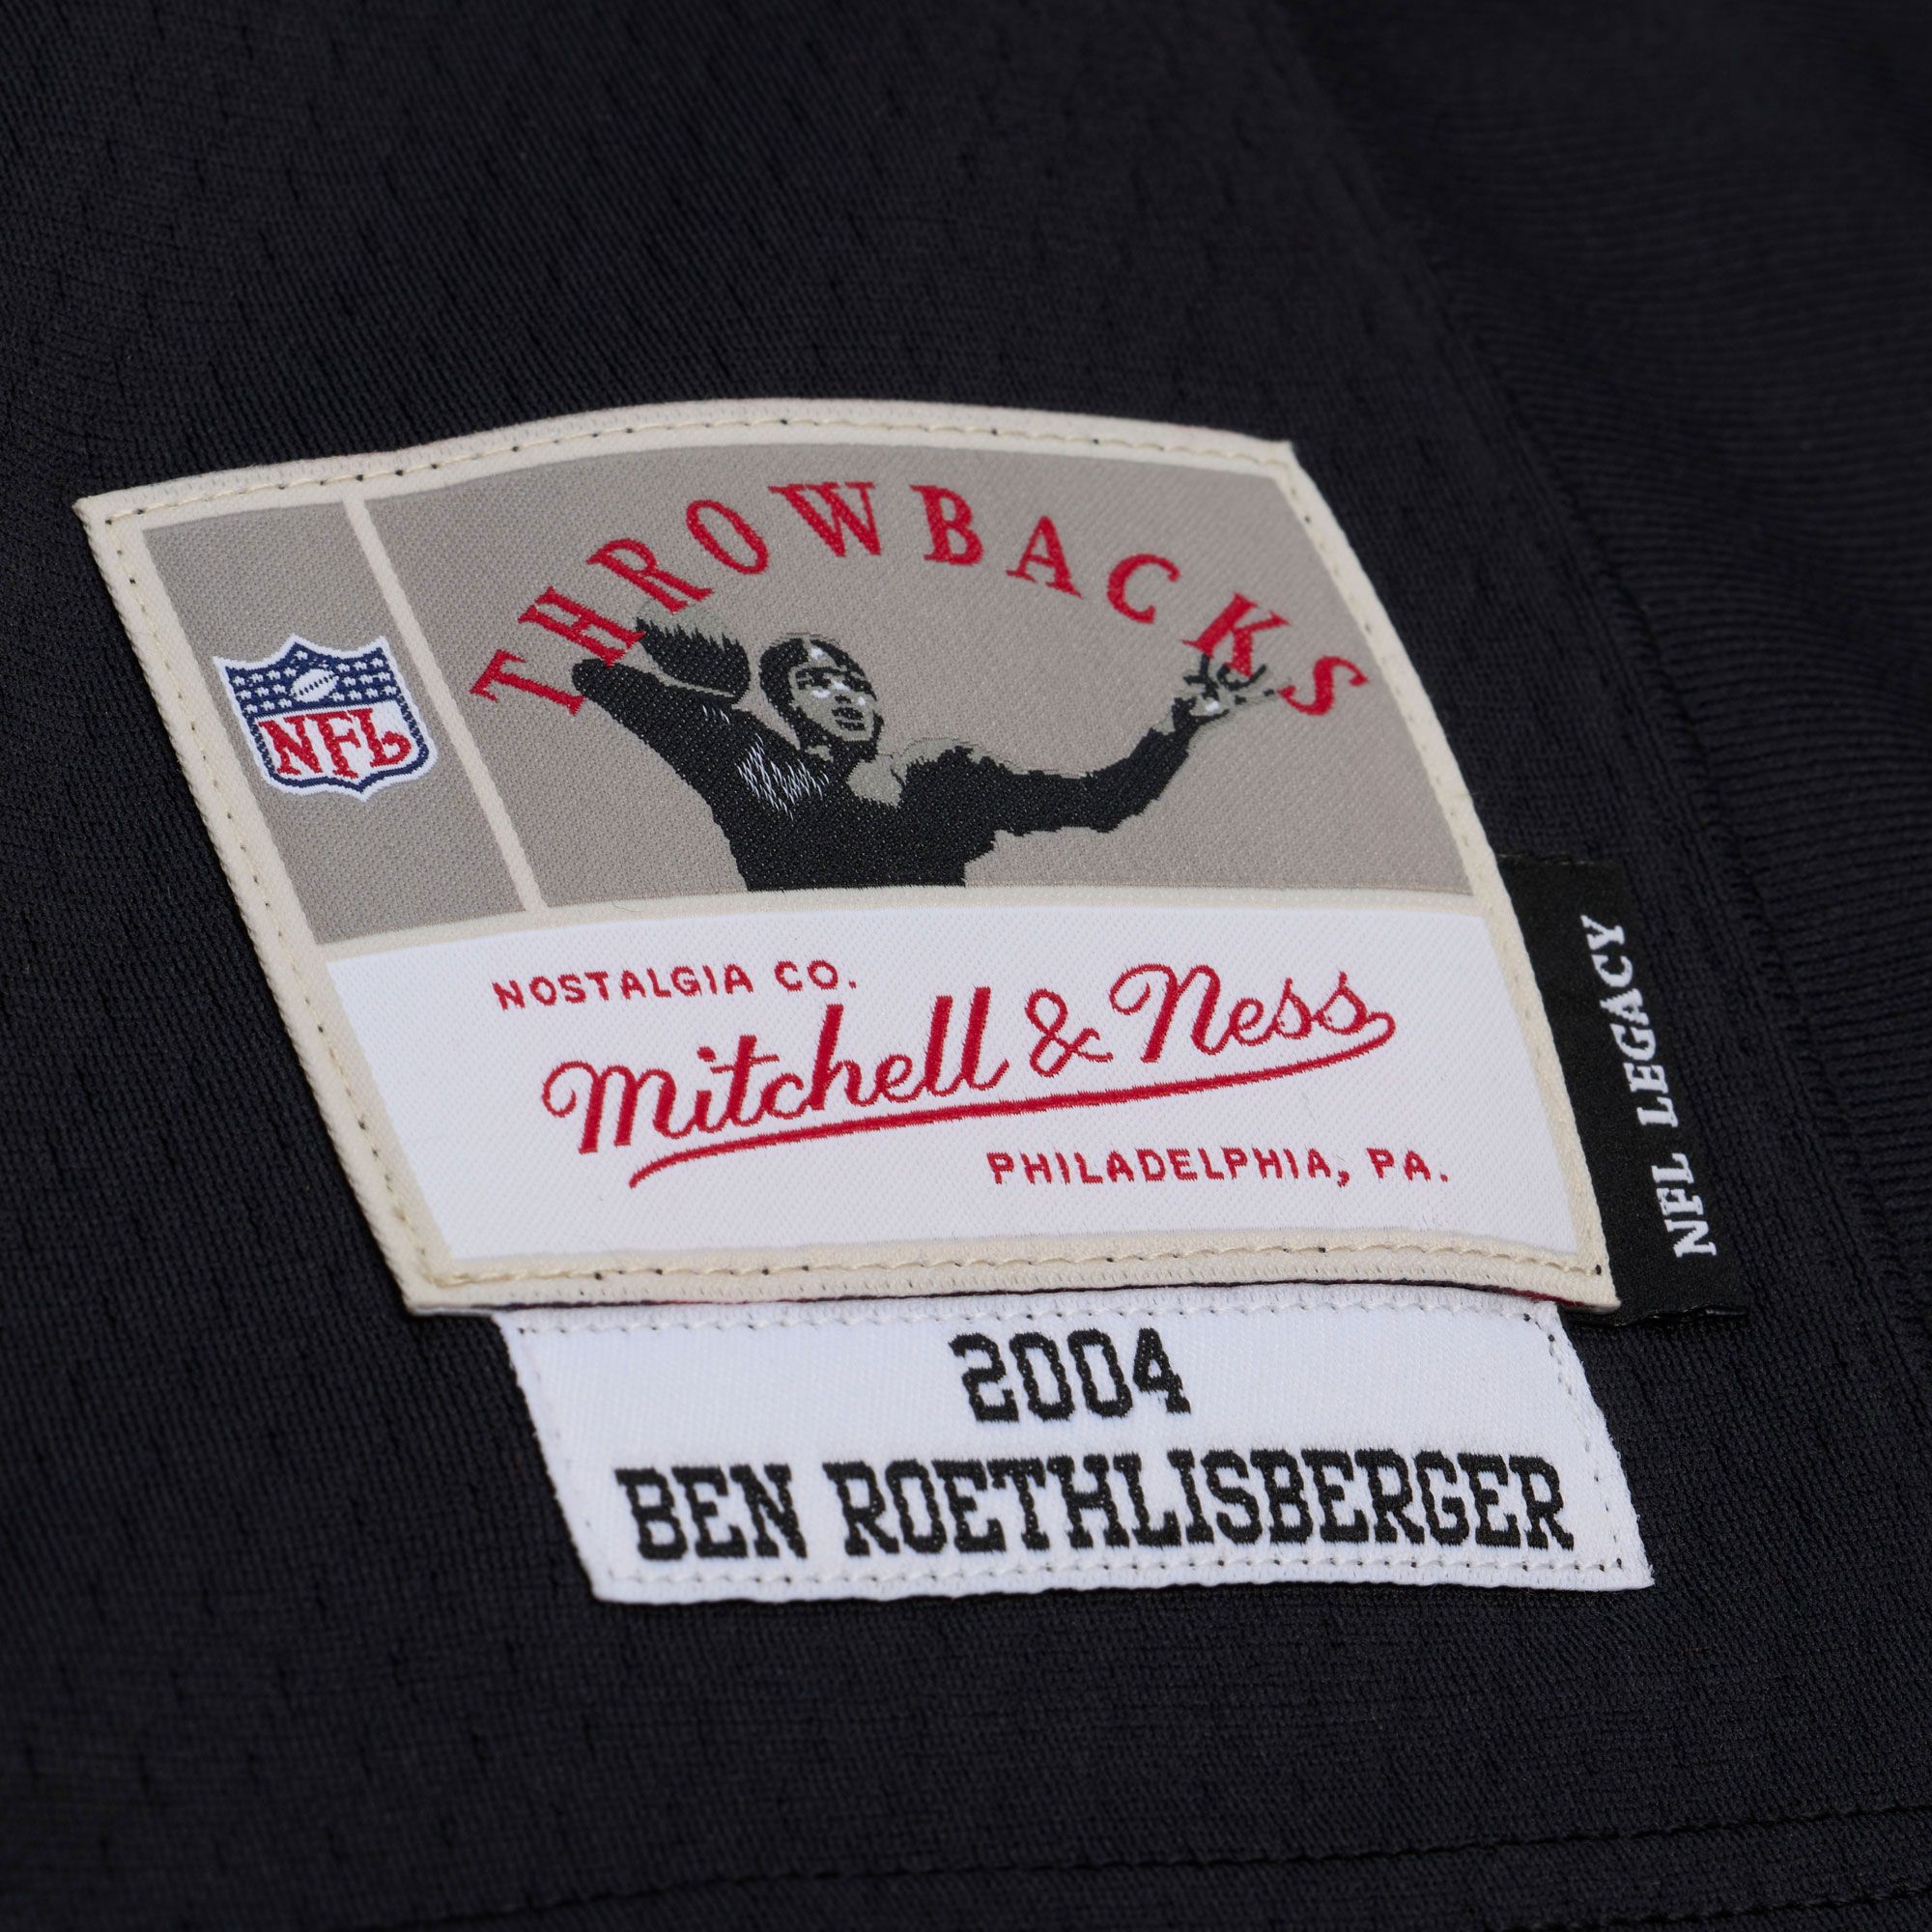 THROWBACKS
NFL
NOSTALGIA CO.
Mitchell & Ness
PHILADELPHIA, PA.
NFL LEGACY
2004
BEN ROETHLISBERGER